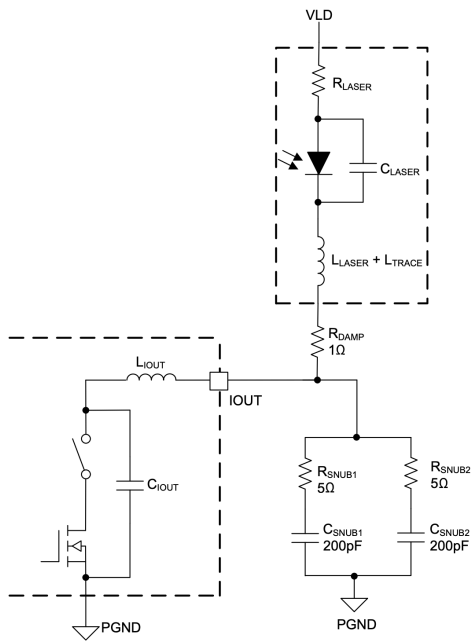 VLD
RLASER
CLASER
LLASER + LTRACE
RDAMP
1Ω
LIOUT
IOUT
CIOUT
RSNUB1
5Ω
RSNUB2
5Ω
CSNUB1
200pF
CSNUB2
200pF
PGND
PGND